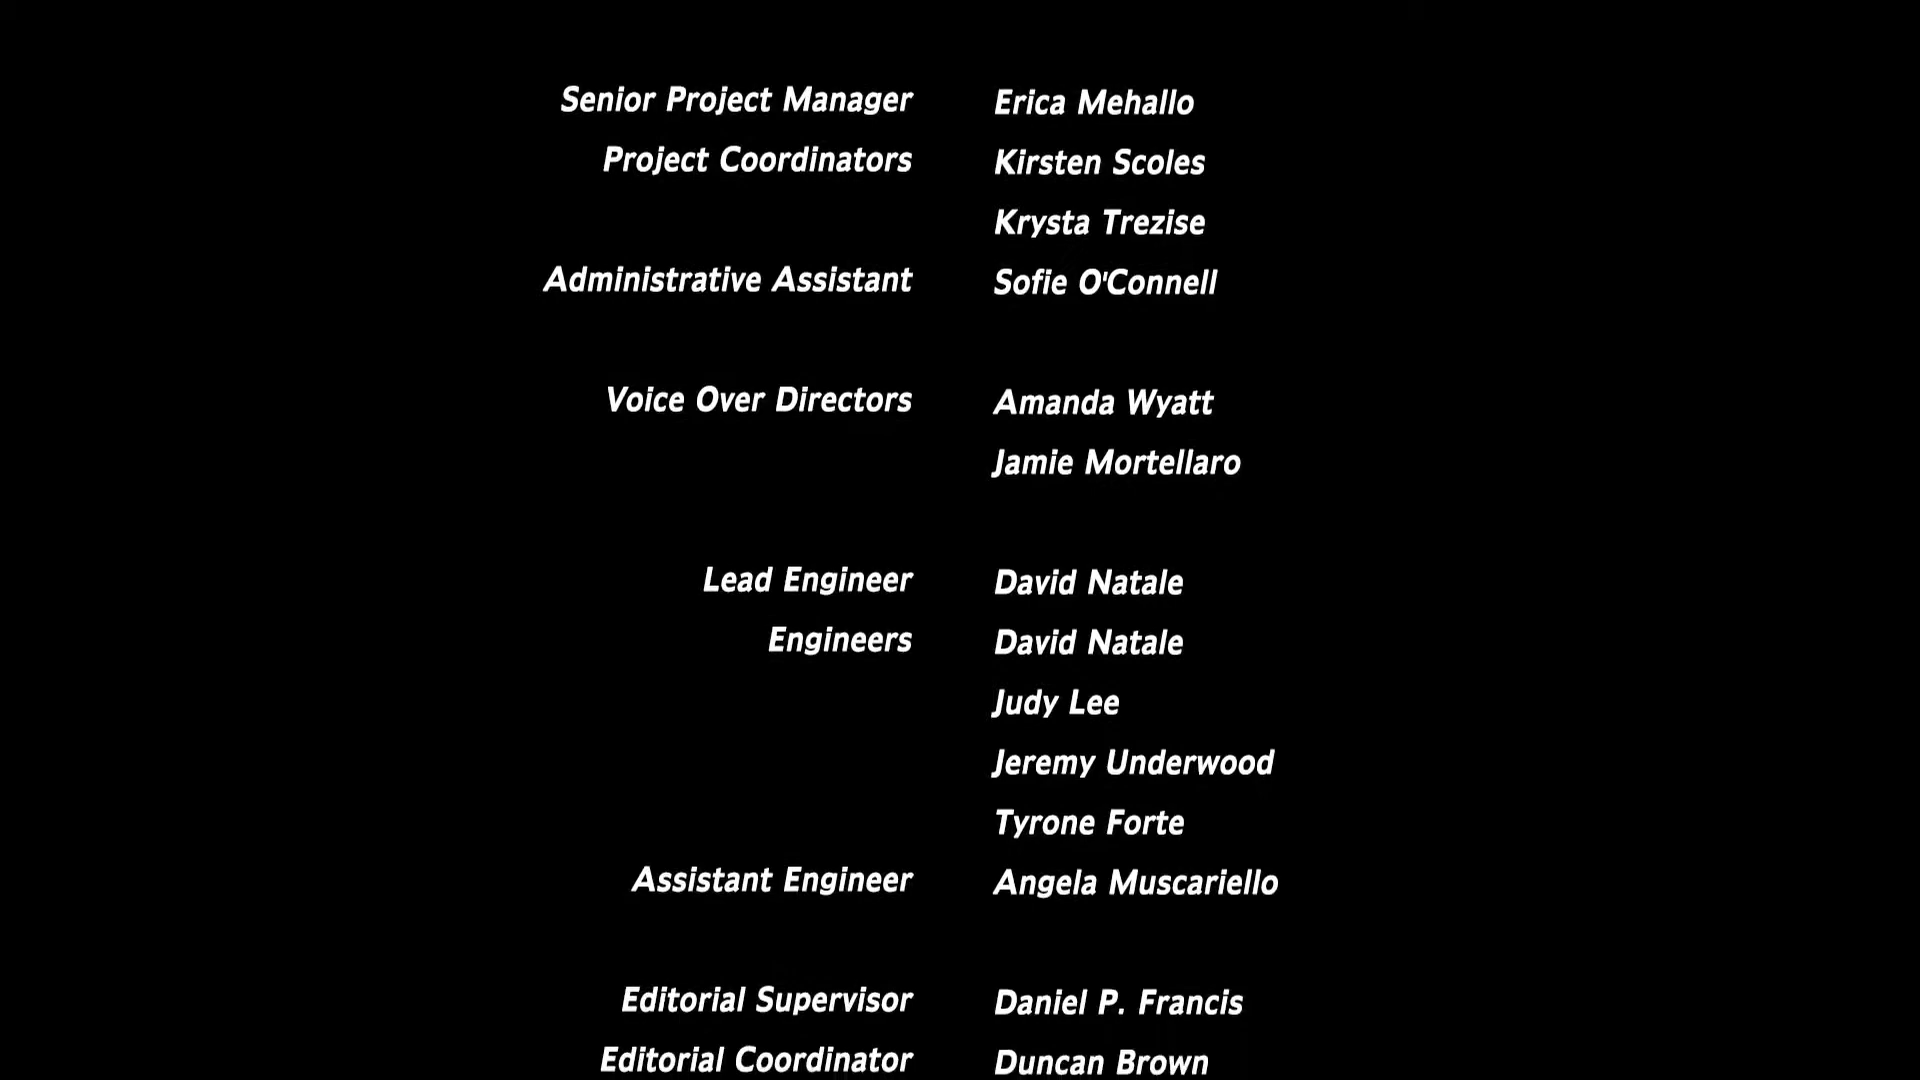 Senior Project Manager Erica Mehallo
Project Coordinators Kirsten Scoles
Krysta Trezise
Administrative Assistant Sofie O'Connell
Voice Over Directors Amanda Wyatt
Jamie Mortellaro
Lead Engineer David Natale
Engineers David Natale
Judy Lee
Jeremy Underwood
Tyrone Forte
Assistant Engineer Angela Muscariello
Editorial Supervisor Daniel P. Francis
Editorial Coordinator Duncan Brown